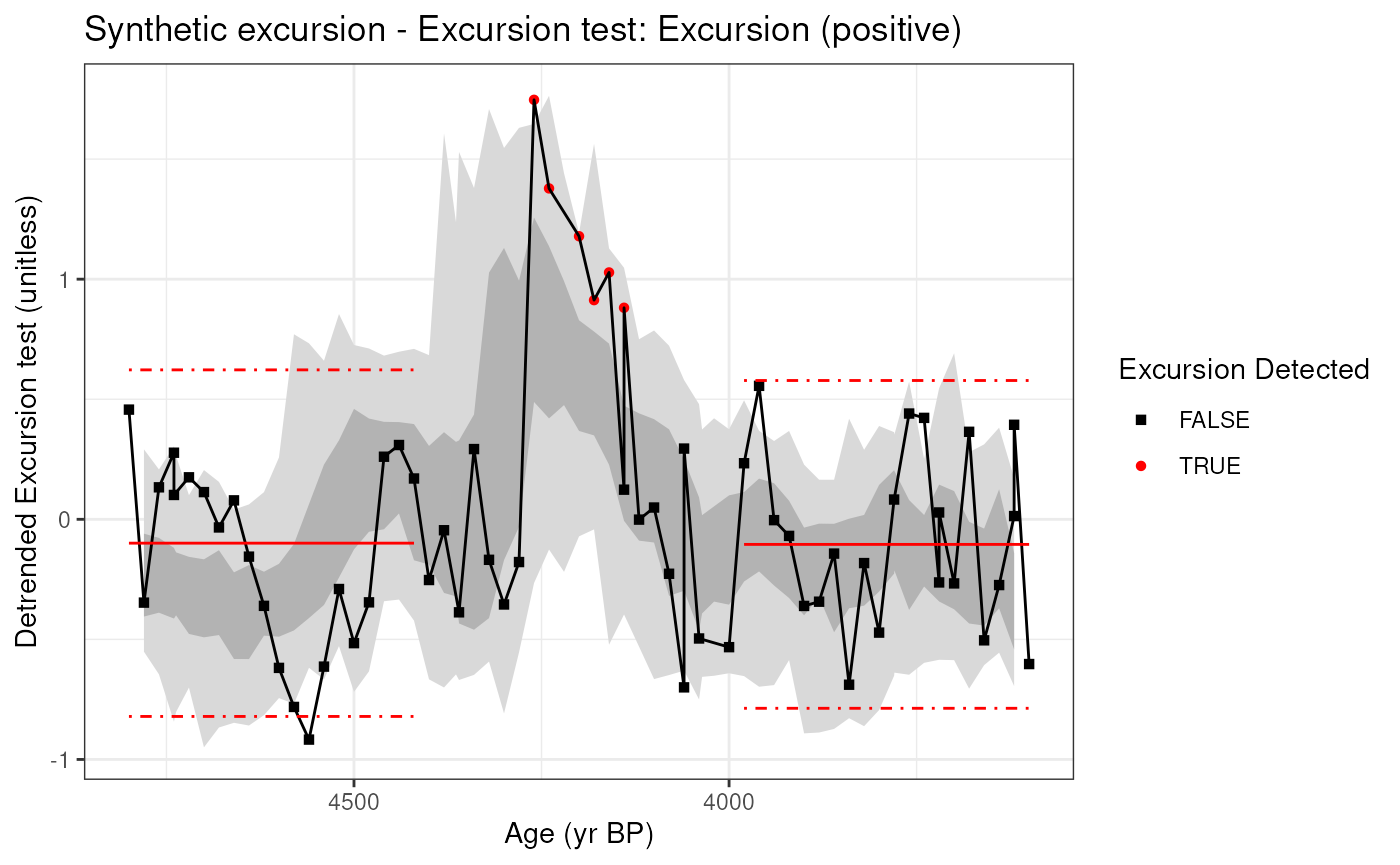 Synthetic excursion - Excursion test: Excursion (positive)
Detrended Excursion test (unitless)
1
0
-1
4500
4000
Age (yr BP)
Excursion Detected
FALSE
TRUE